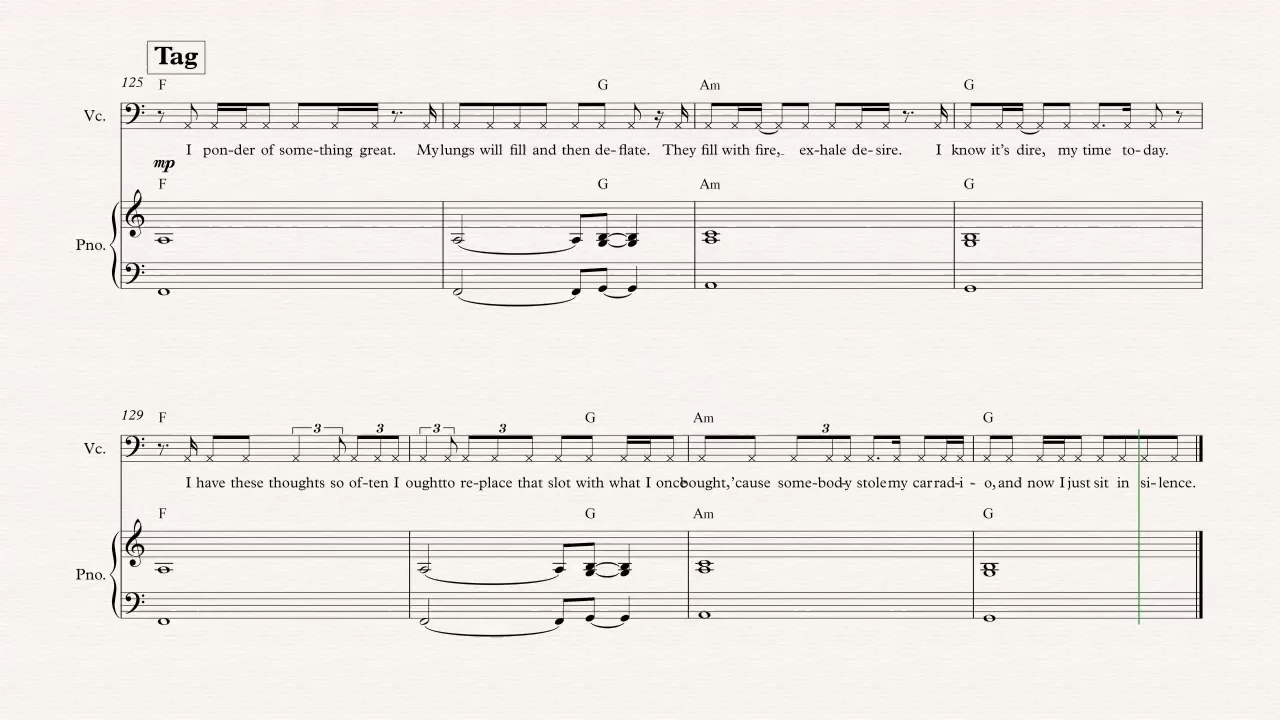 Tag
125 F G Am G
Vc.
I pon-der of some-thing great. My lungs will fill and then de-flate. They fill with fire, ex-hale de-sire. I know it's dire, my time to-day.
mp
F G Am G
Pno.
129 F G Am G
3 3 3 3 3
Vc.
I have these thoughts so of-ten I ought to re-place that slot with what I once bought, 'cause some-bod-y stole my car rad-i-o, and now I just sit in si-lence.
F G Am G
Pno.